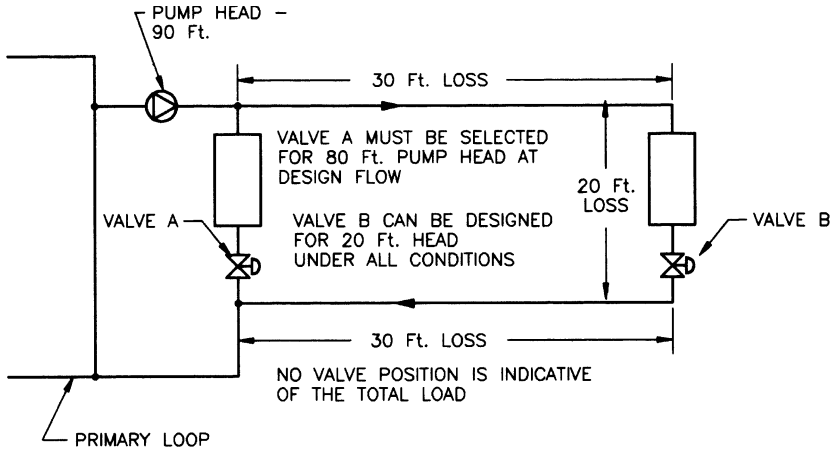 PUMP HEAD –
90 Ft.
30 Ft. LOSS
VALVE A MUST BE SELECTED
FOR 80 Ft. PUMP HEAD AT
DESIGN FLOW
20 Ft.
LOSS
VALVE A
VALVE B CAN BE DESIGNED
FOR 20 Ft. HEAD
UNDER ALL CONDITIONS
VALVE B
30 Ft. LOSS
NO VALVE POSITION IS INDICATIVE
OF THE TOTAL LOAD
PRIMARY LOOP